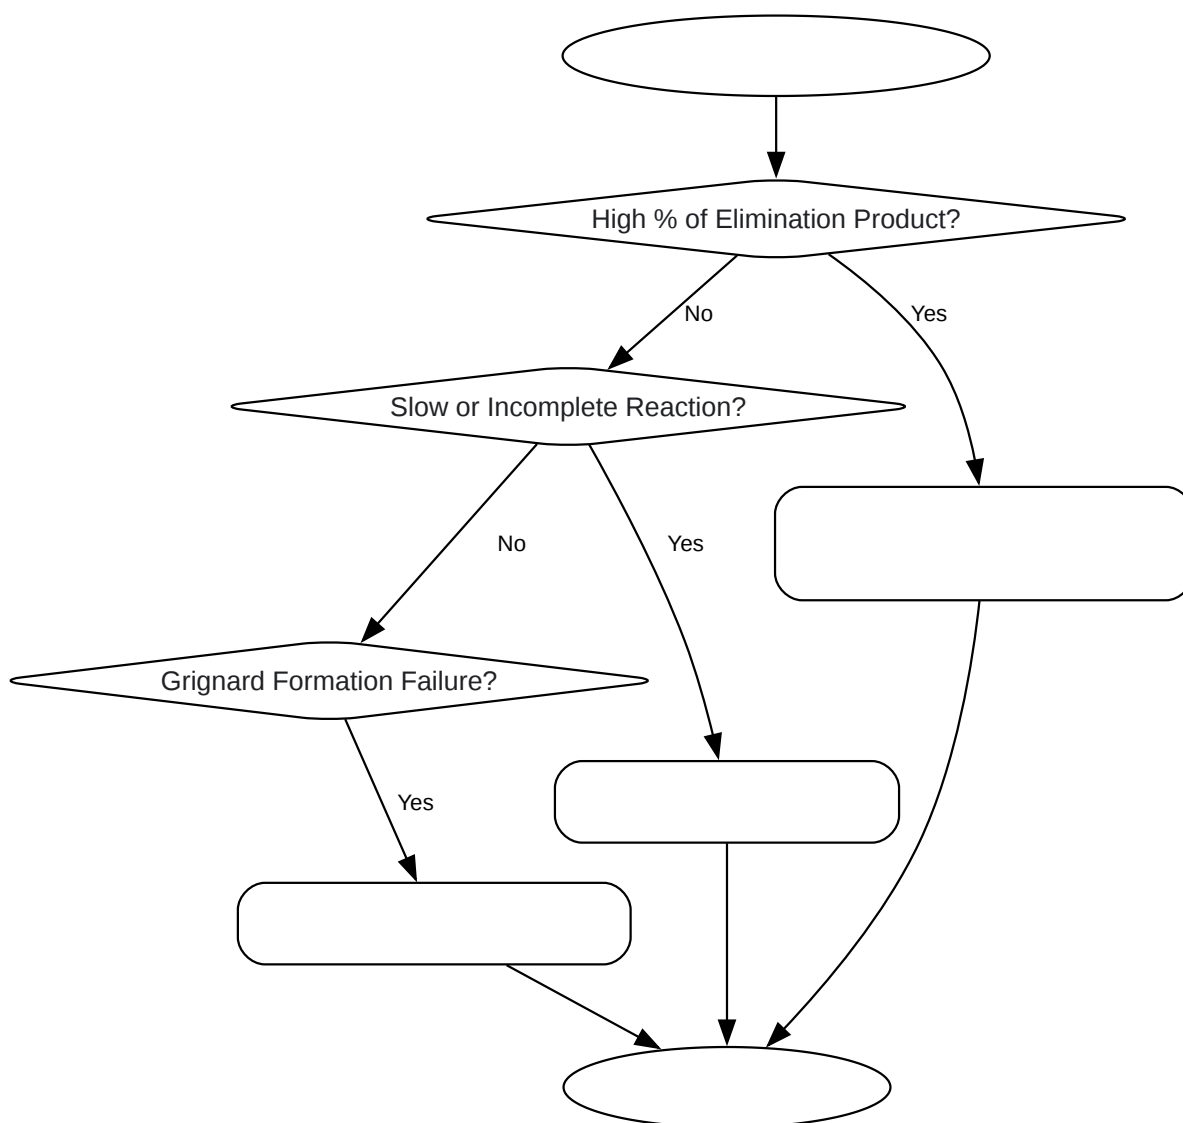 High % of Elimination Product?
No
Yes
Slow or Incomplete Reaction?
No
Yes
Grignard Formation Failure?
Yes